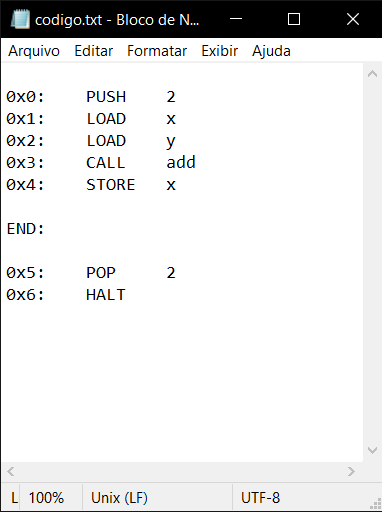 codigo.txt - Bloco de N...
Arquivo Editar Formatar Exibir Ajuda
0x0: PUSH 2
0x1: LOAD x
0x2: LOAD y
0x3: CALL add
0x4: STORE x
END:
0x5: POP 2
0x6: HALT
L 100% Unix (LF) UTF-8